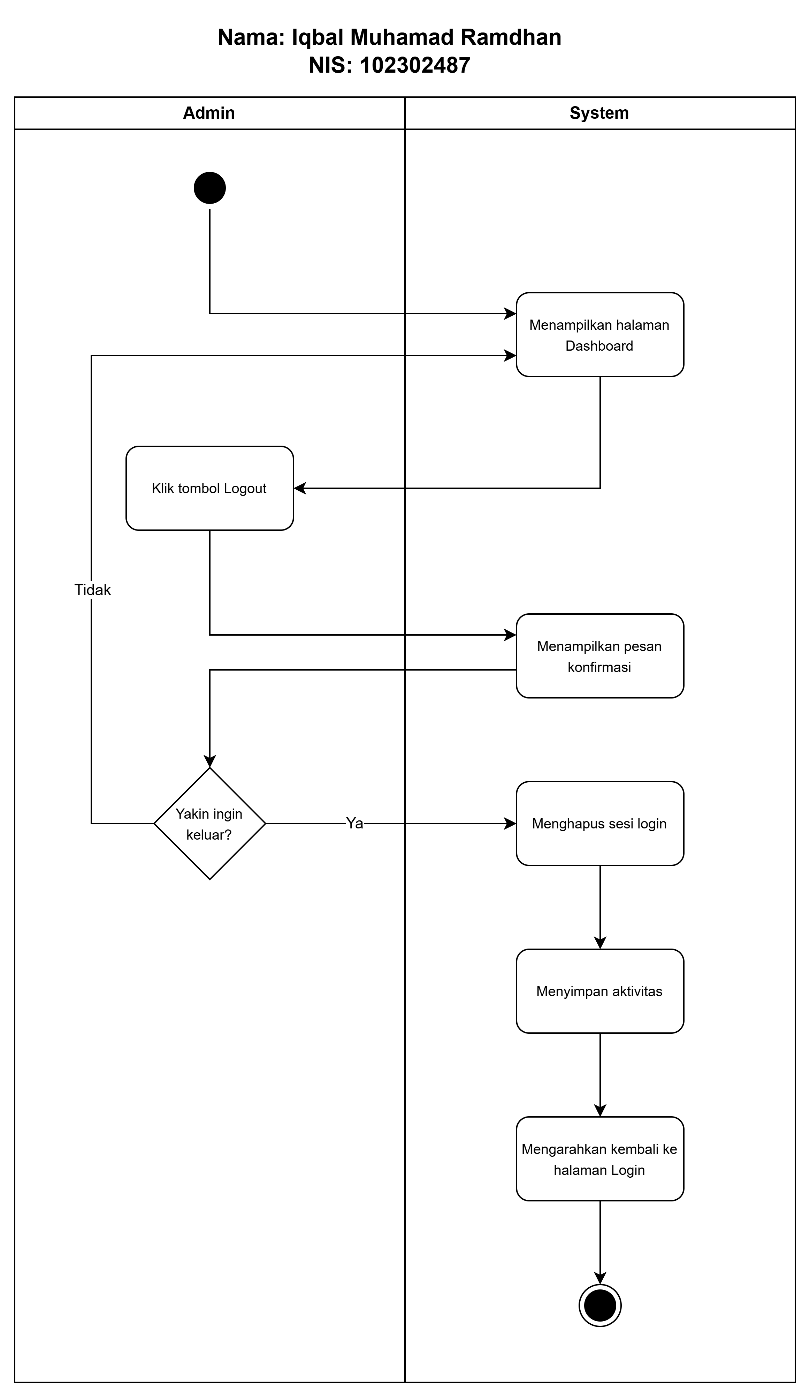 Nama: Iqbal Muhamad Ramdhan
NIS: 102302487
Admin
System
Menampilkan halaman
Dashboard
Klik tombol Logout
Tidak
Menampilkan pesan
konfirmasi
Yakin ingin
keluar?
Ya
Menghapus sesi login
Menyimpan aktivitas
Mengarahkan kembali ke
halaman Login